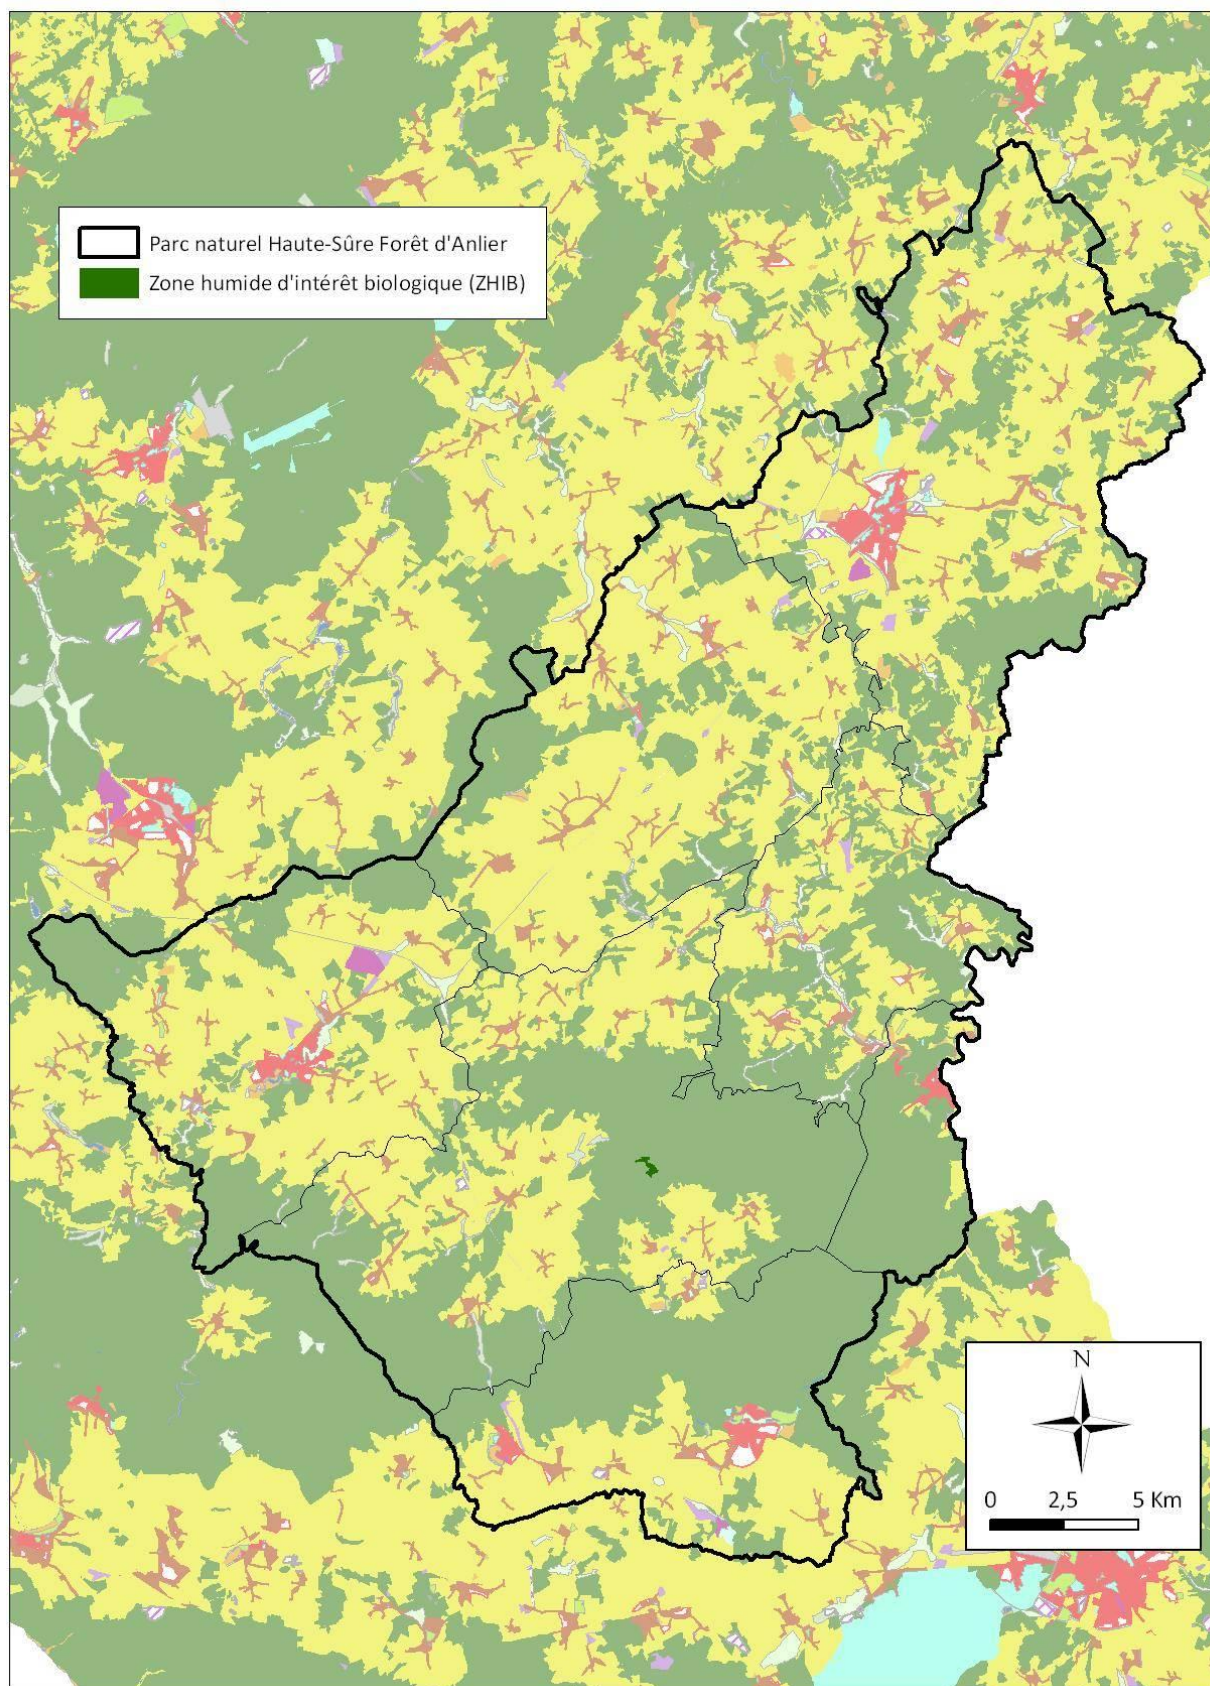 Parc naturel Haute-Sûre Forêt d'Anlier
Zone humide d'intérêt biologique (ZHIB)
N
0 2,5 5 Km